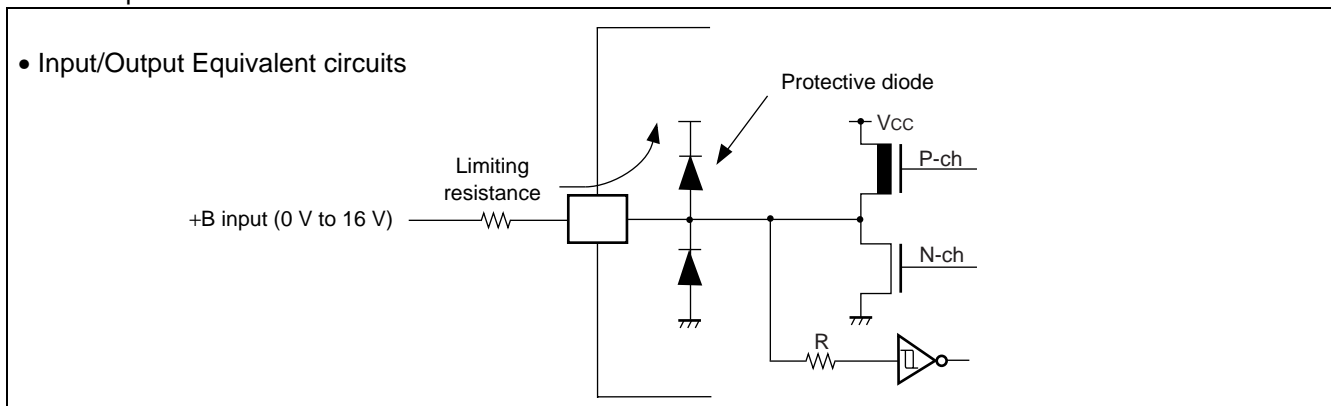 • Input/Output Equivalent circuits
Protective diode
VCC
P-ch
Limiting
resistance
+B input (0 V to 16 V)
N-ch
R